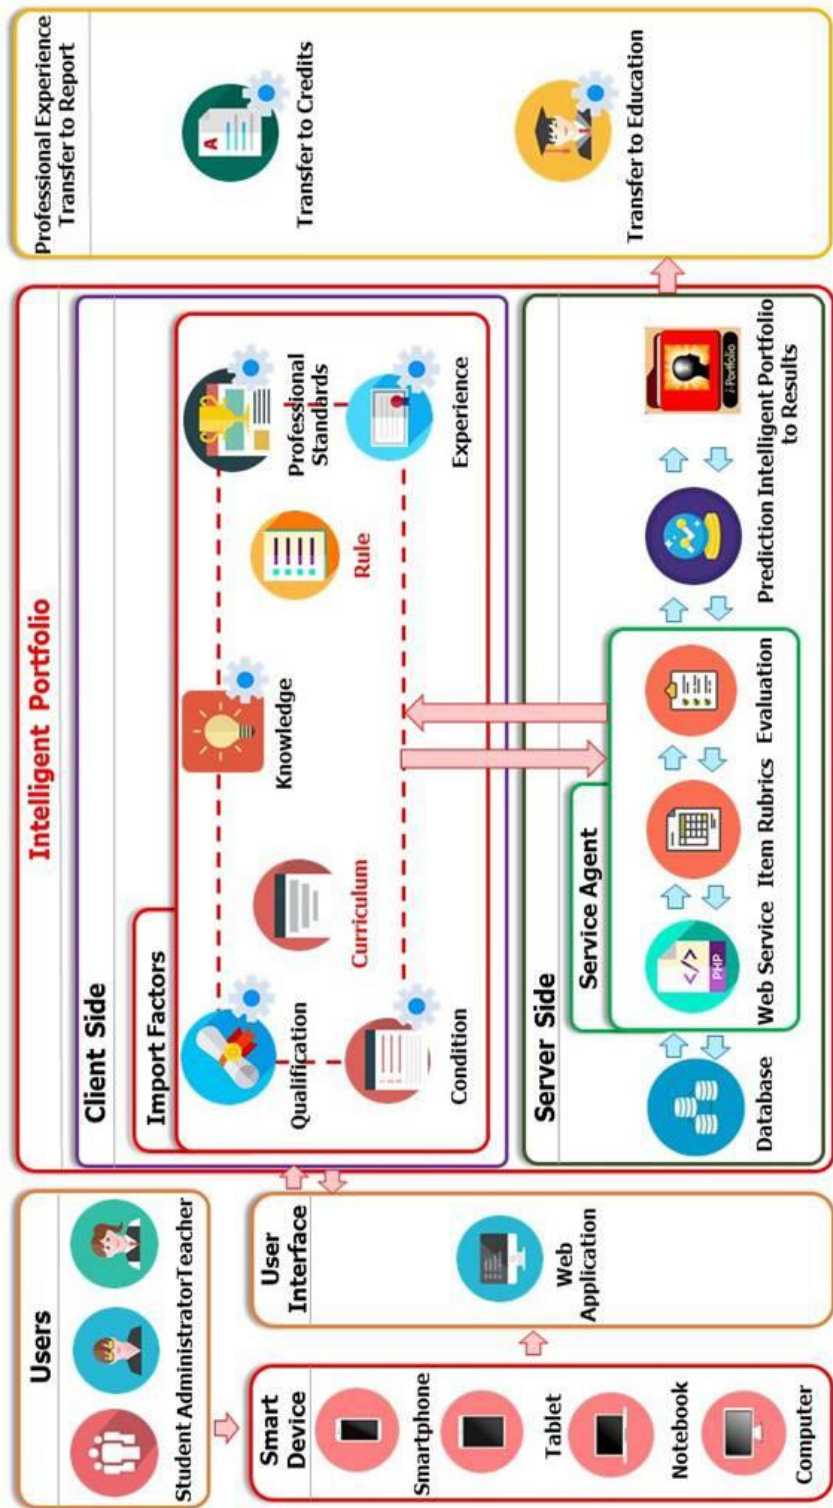 Users
Student Administrator Teacher
Smart
Device
Smartphone
Tablet
Notebook
Computer
User
Interface
Web
Application
Intelligent Portfolio
Client Side
Import Factors
Qualification
Knowledge
Professional
Standards
Curriculum
Rule
Condition
Experience
Server Side
Service Agent
Database
Web Service
</>
PHP
Item Rubrics
Evaluation
Prediction
Intelligent Portfolio
to Results
i-Portfolio
Professional Experience
Transfer to Report
A
Transfer to Credits
Transfer to Education